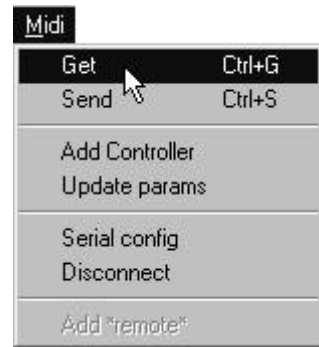 Midi
Get Ctrl+G
Send Ctrl+S
Add Controller
Update params
Serial config
Disconnect
Add *remote*